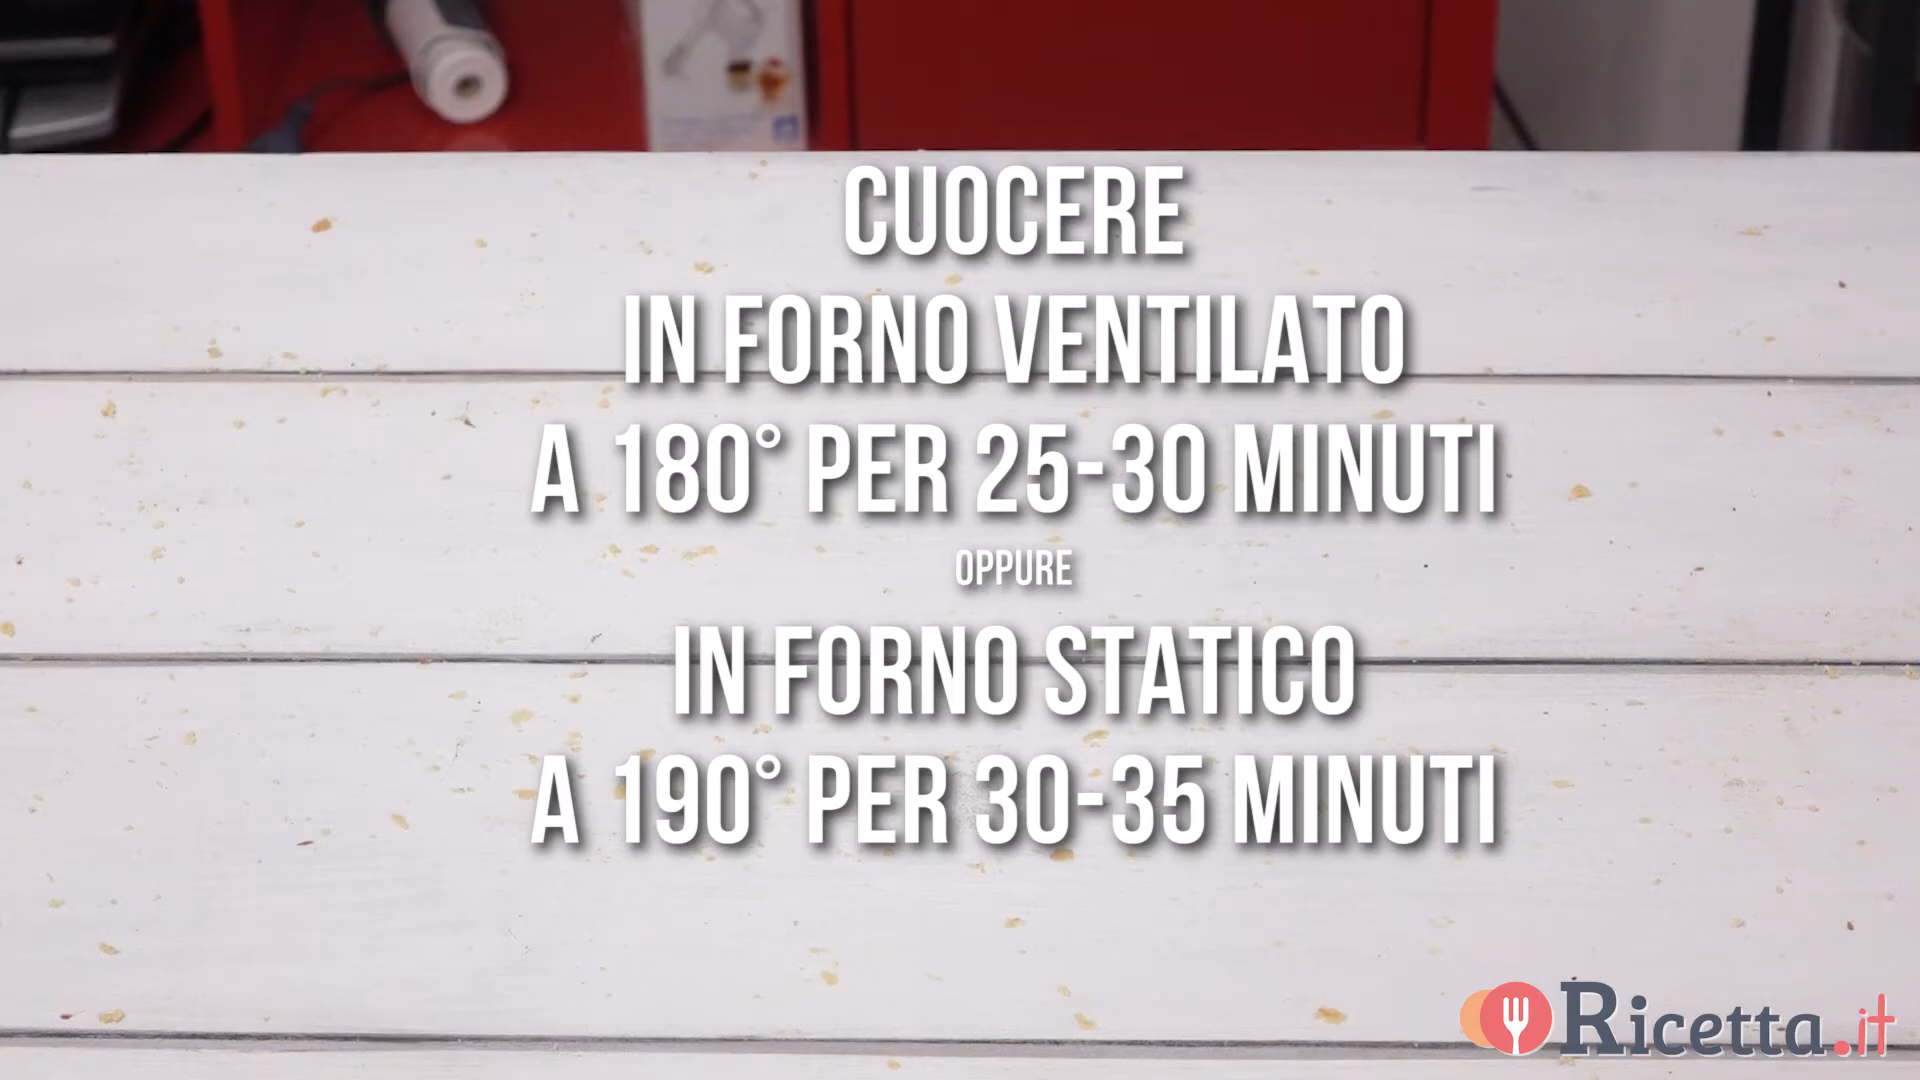 CUOCERE
IN FORNO VENTILATO
A 180° PER 25-30 MINUTI
OPPURE
IN FORNO STATICO
A 190° PER 30-35 MINUTI
Ricetta.it